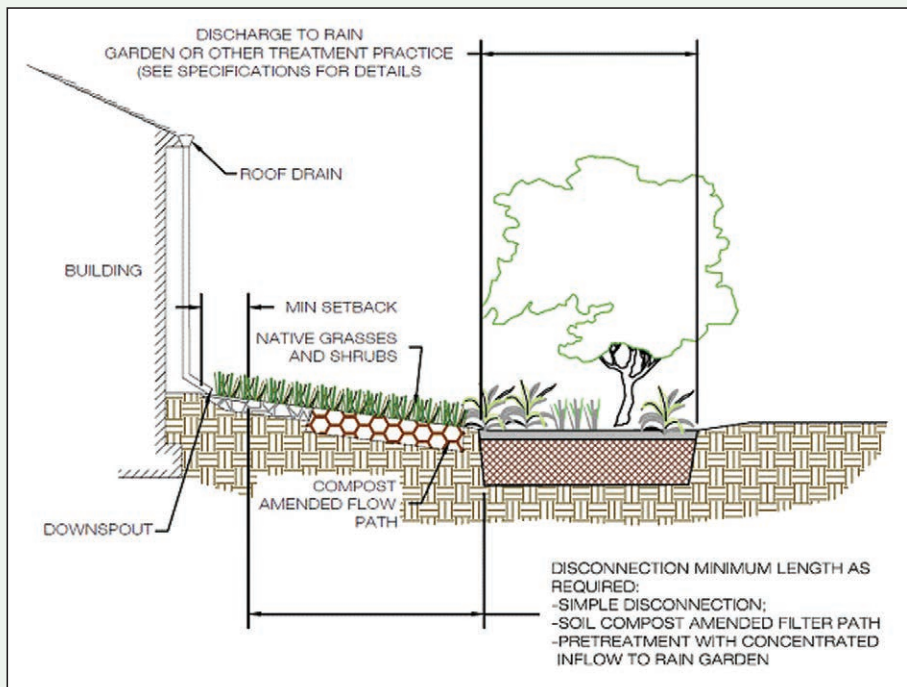 DISCHARGE TO RAIN
GARDEN OR OTHER TREATMENT PRACTICE
(SEE SPECIFICATIONS FOR DETAILS
ROOF DRAIN
BUILDING
MIN SETBACK
NATIVE GRASSES
AND SHRUBS
COMPOST
AMENDED FLOW
PATH
DOWNSPOUT
DISCONNECTION MINIMUM LENGTH AS
REQUIRED:
-SIMPLE DISCONNECTION;
-SOIL COMPOST AMENDED FILTER PATH
-PRETREATMENT WITH CONCENTRATED
INFLOW TO RAIN GARDEN